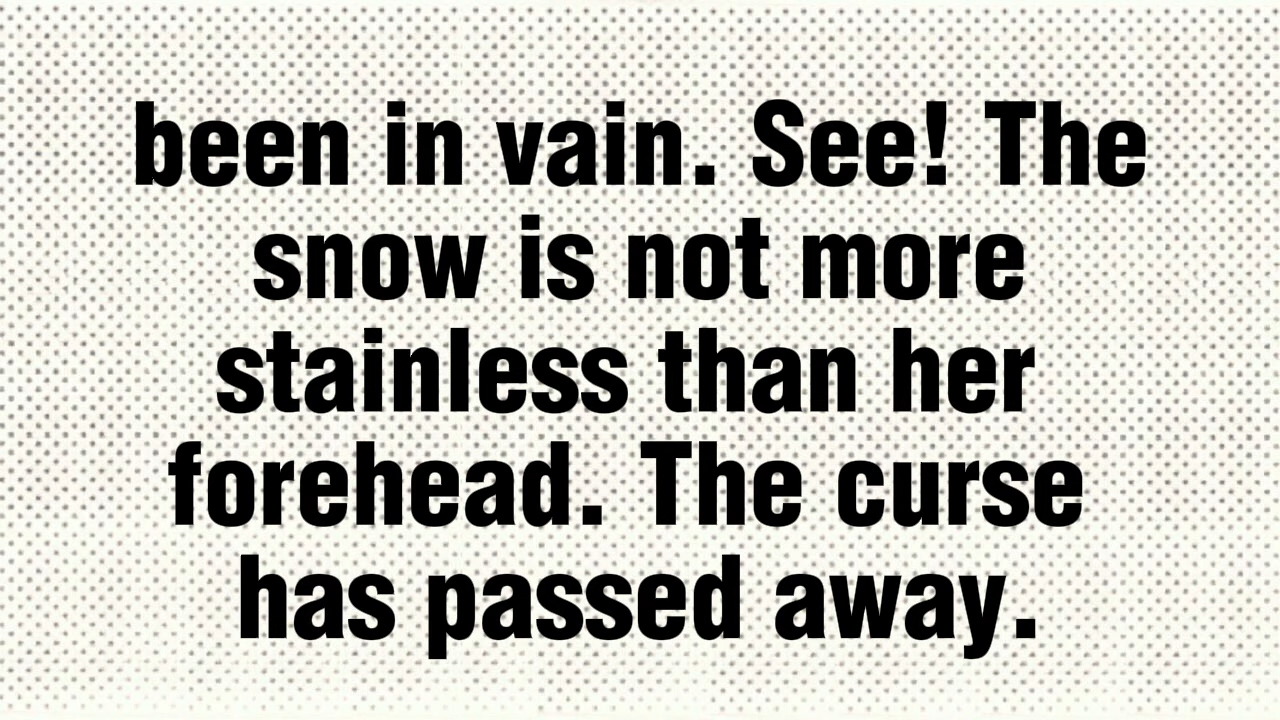 been in vain. See! The
snow is not more
stainless than her
forehead. The curse
has passed away.